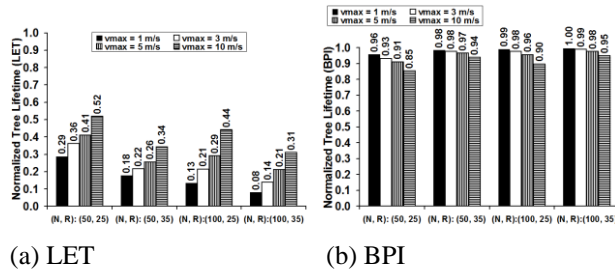 vmax = 1 m/s vmax = 3 m/s
vmax = 5 m/s vmax = 10 m/s
Normalized Tree Lifetime (LET)
1.0
0.9
0.8
0.7
0.6
0.5
0.4
0.3
0.2
0.1
0.0
0.29 0.36 0.41 0.52
0.18 0.22 0.26 0.34
0.13 0.21 0.29 0.44
0.08 0.14 0.21 0.31
(N, R): (50, 25) (N, R): (50, 35) (N, R):(100, 25) (N, R):(100, 35)
(a) LET
vmax = 1 m/s vmax = 3 m/s
vmax = 5 m/s vmax = 10 m/s
Normalized Tree Lifetime (BPI)
1.0
0.9
0.8
0.7
0.6
0.5
0.4
0.3
0.2
0.1
0.0
0.96 0.93 0.91 0.85
0.98 0.98 0.97 0.94
0.99 0.98 0.96 0.90
1.00 0.99 0.98 0.95
(N, R): (50, 25) (N, R): (50, 35) (N, R):(100, 25) (N, R):(100, 35
(b) BPI